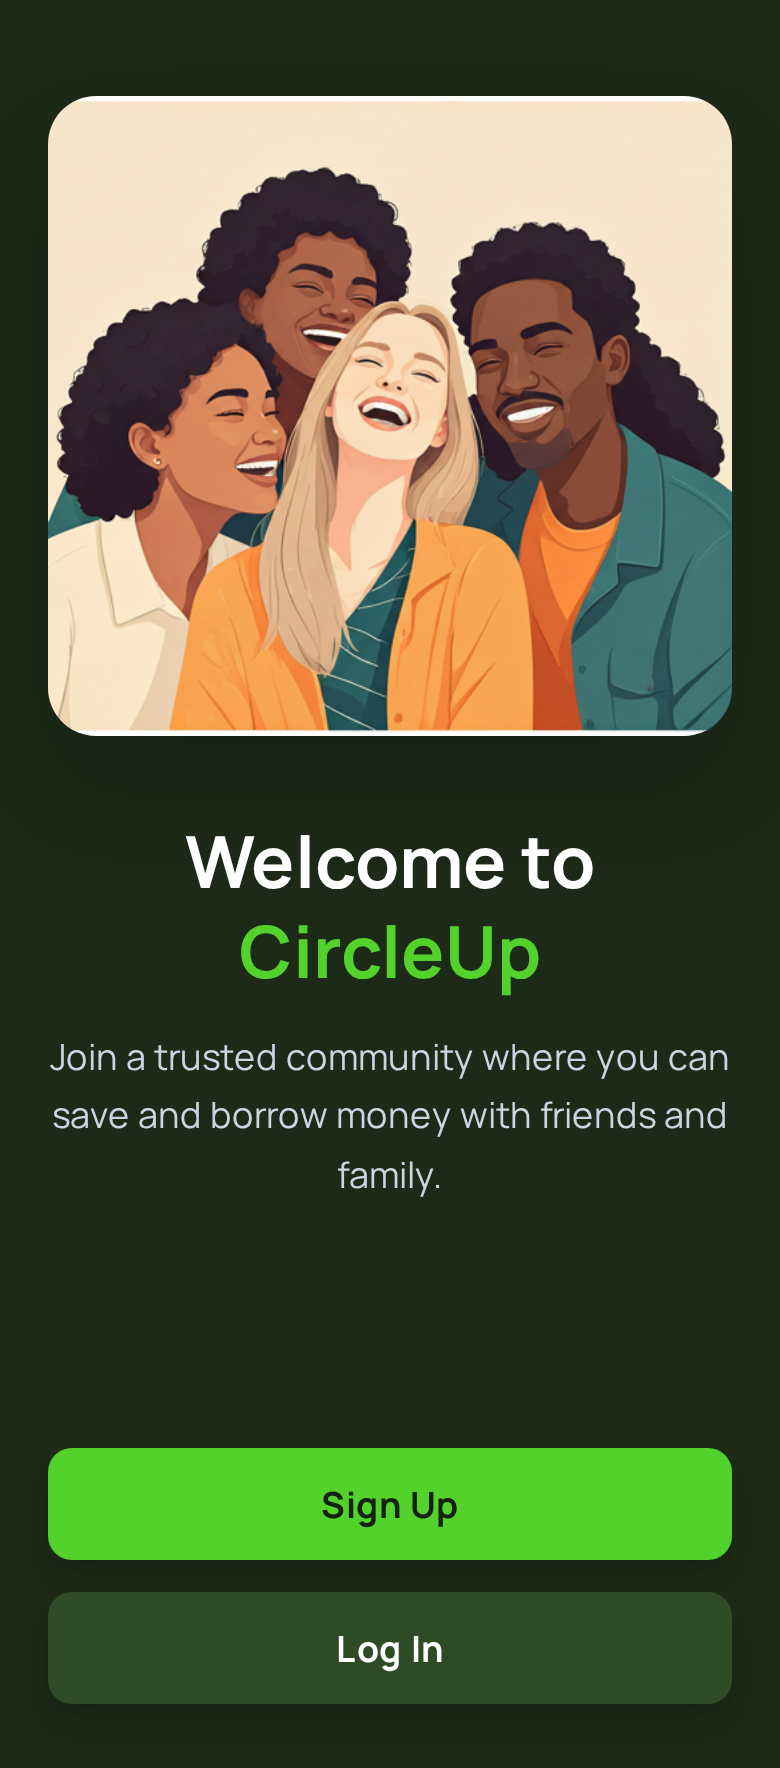 Welcome to
CircleUp
Join a trusted community where you can
save and borrow money with friends and
family.
Sign Up
Log In